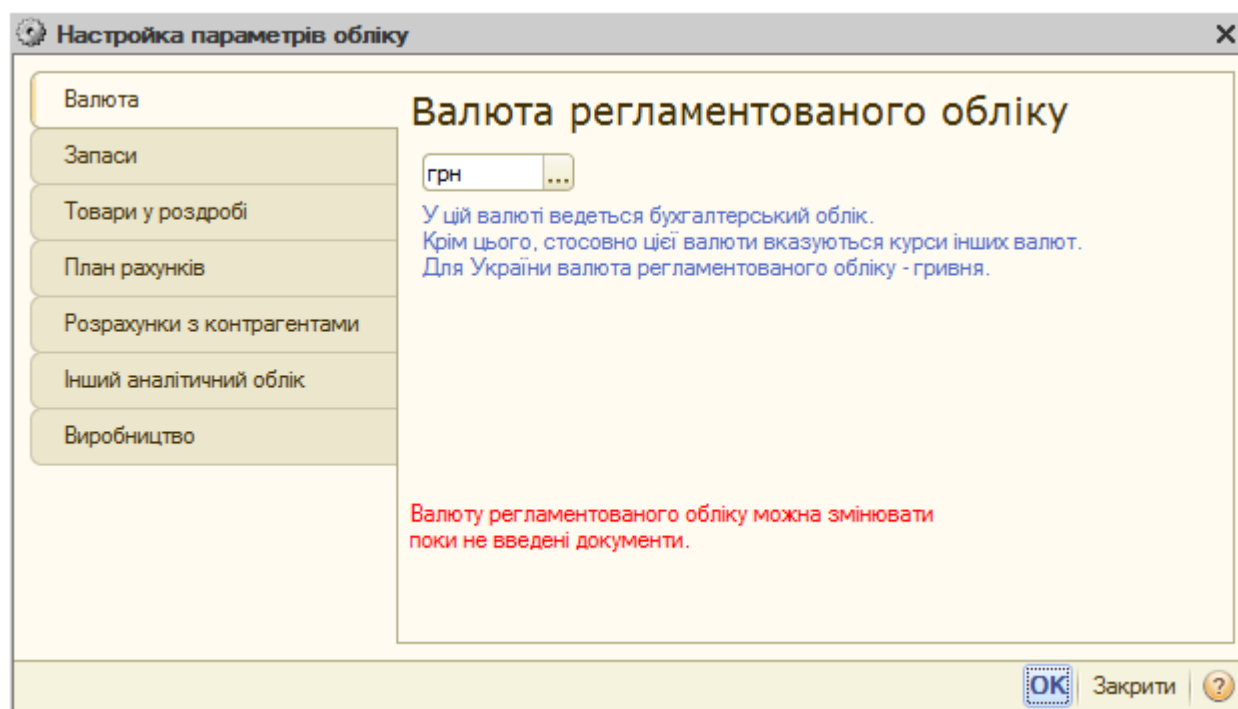 Настройка параметрів обліку
Валюта
Запаси
Товари у роздробі
План рахунків
Розрахунки з контрагентами
Інший аналітичний облік
Виробництво
Валюта регламентованого обліку
грн ...
У цій валюті ведеться бухгалтерський облік.
Крім цього, стосовно цієї валюти вказуються курси інших валют.
Для України валюта регламентованого обліку - гривня.
Валюту регламентованого обліку можна змінювати
поки не введені документи.
ОК Закрити ?